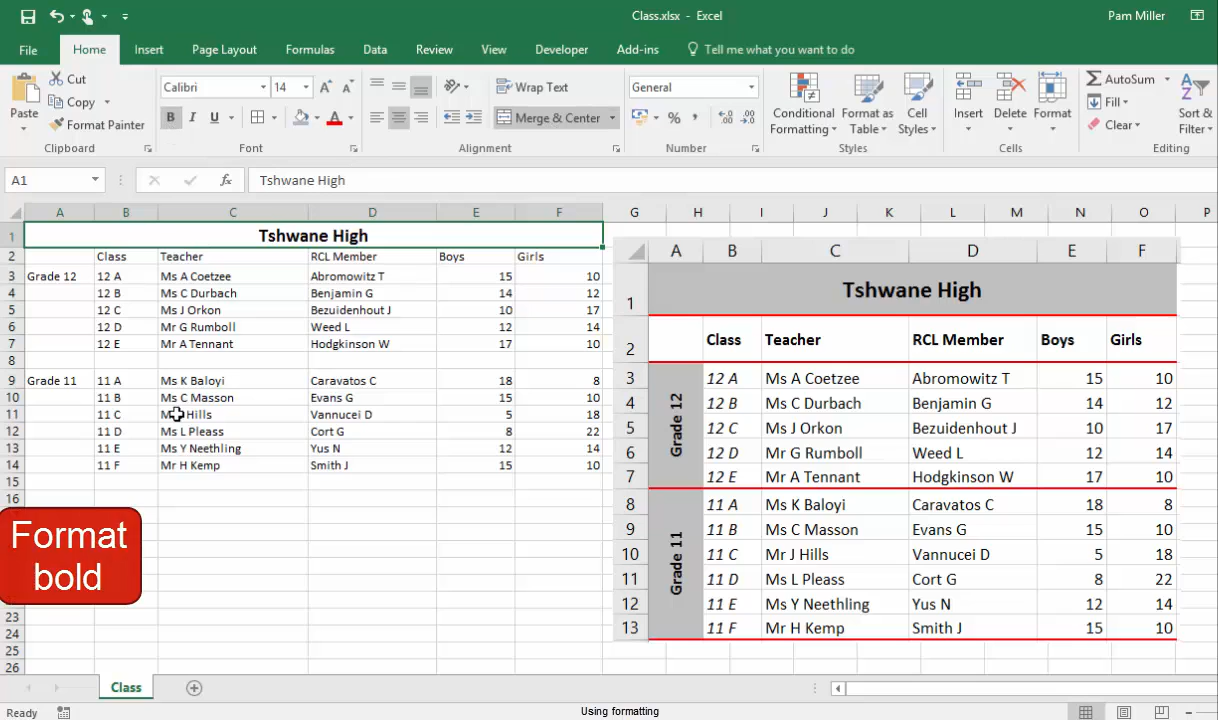 Class.xlsx - Excel
Pam Miller
File Home Insert Page Layout Formulas Data Review View Developer Add-ins Tell me what you want to do
Paste
Cut
Copy
Format Painter
Clipboard
Calibri 14 A A
B I U A
Font
Wrap Text
Merge & Center
Alignment
General
% ,
Number
Conditional Formatting
Format as Table
Cell Styles
Styles
Insert Delete Format
Cells
AutoSum
Fill
Clear
Sort & Filter
Editing
A1 fx Tshwane High
A B C D E F G H I J K L M N O P
1 Tshwane High
2 Class Teacher RCL Member Boys Girls
3 Grade 12 12 A Ms A Coetzee Abromowitz T 15 10
4 12 B Ms C Durbach Benjamin G 14 12
5 12 C Ms J Orkon Bezuidenhout J 10 17
6 12 D Mr G Rumboll Weed L 12 14
7 12 E Mr A Tennant Hodgkinson W 17 10
8
9 Grade 11 11 A Ms K Baloyi Caravatos C 18 8
10 11 B Ms C Masson Evans G 15 10
11 11 C Hills Vannucei D 5 18
12 11 D Ms L Pleass Cort G 8 22
13 11 E Ms Y Neethling Yus N 12 14
14 11 F Mr H Kemp Smith J 15 10
15
16
23
24
25
26
Format
bold
A B C D E F
1 Tshwane High
2 Class Teacher RCL Member Boys Girls
Grade 12
3 12 A Ms A Coetzee Abromowitz T 15 10
4 12 B Ms C Durbach Benjamin G 14 12
5 12 C Ms J Orkon Bezuidenhout J 10 17
6 12 D Mr G Rumboll Weed L 12 14
7 12 E Mr A Tennant Hodgkinson W 17 10
Grade 11
8 11 A Ms K Baloyi Caravatos C 18 8
9 11 B Ms C Masson Evans G 15 10
10 11 C Mr J Hills Vannucei D 5 18
11 11 D Ms L Pleass Cort G 8 22
12 11 E Ms Y Neethling Yus N 12 14
13 11 F Mr H Kemp Smith J 15 10
Class
Ready
Using formatting